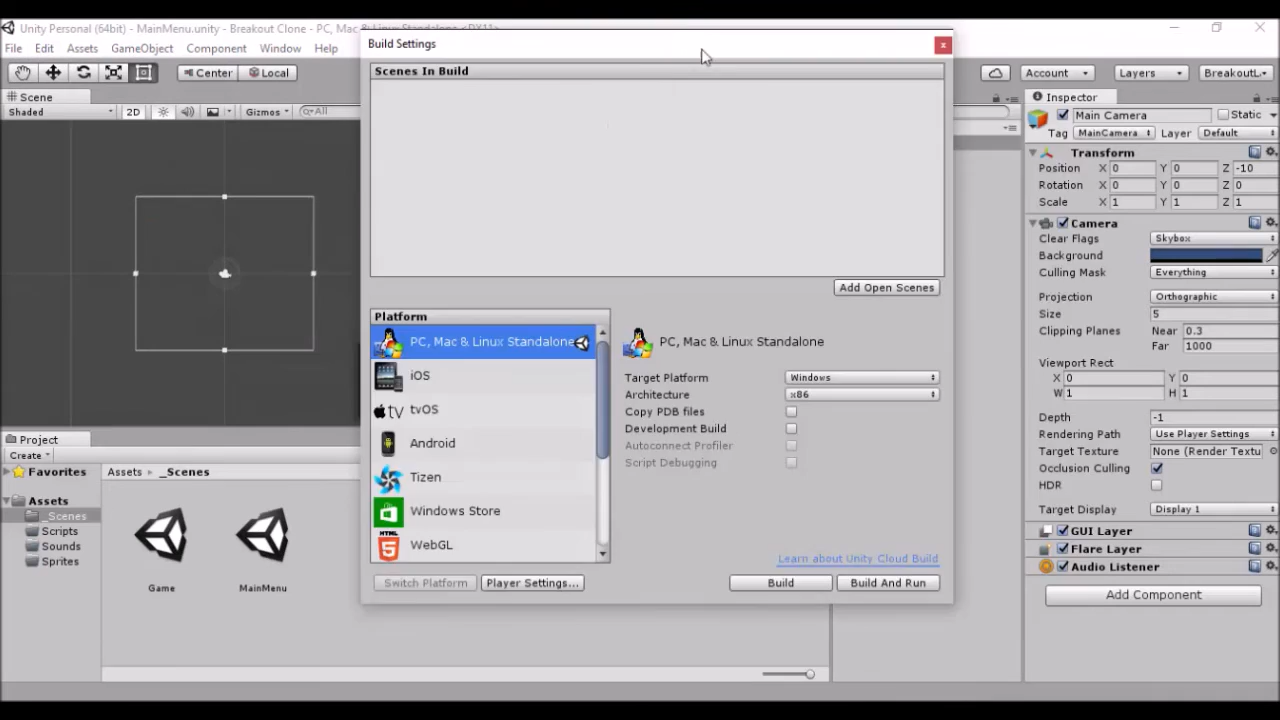 Unity Personal (64bit) - MainMenu.unity - Breakout Clone - PC, Mac & Linux Standalone <DX11>
File Edit Assets GameObject Component Window Help
Build Settings
Center Local
Account Layers BreakoutL
Scene
Shaded 2D Gizmos All
Scenes In Build
Add Open Scenes
Platform
PC, Mac & Linux Standalone
iOS
tvOS
Android
Tizen
Windows Store
HTML
WebGL
PC, Mac & Linux Standalone
Target Platform Windows
Architecture x86
Copy PDB files
Development Build
Autoconnect Profiler
Script Debugging
Learn about Unity Cloud Build
Switch Platform Player Settings... Build Build And Run
Project
Create
Favorites
Assets
_Scenes
Scripts
Sounds
Sprites
Assets _Scenes
Game MainMenu
Inspector
Main Camera Static
Tag MainCamera Layer Default
Transform
Position X 0 Y 0 Z -10
Rotation X 0 Y 0 Z 0
Scale X 1 Y 1 Z 1
Camera
Clear Flags Skybox
Background
Culling Mask Everything
Projection Orthographic
Size 5
Clipping Planes Near 0.3
Far 1000
Viewport Rect
X 0 Y 0
W 1 H 1
Depth -1
Rendering Path Use Player Settings
Target Texture None (Render Textu
Occlusion Culling
HDR
Target Display Display 1
GUI Layer
Flare Layer
Audio Listener
Add Component